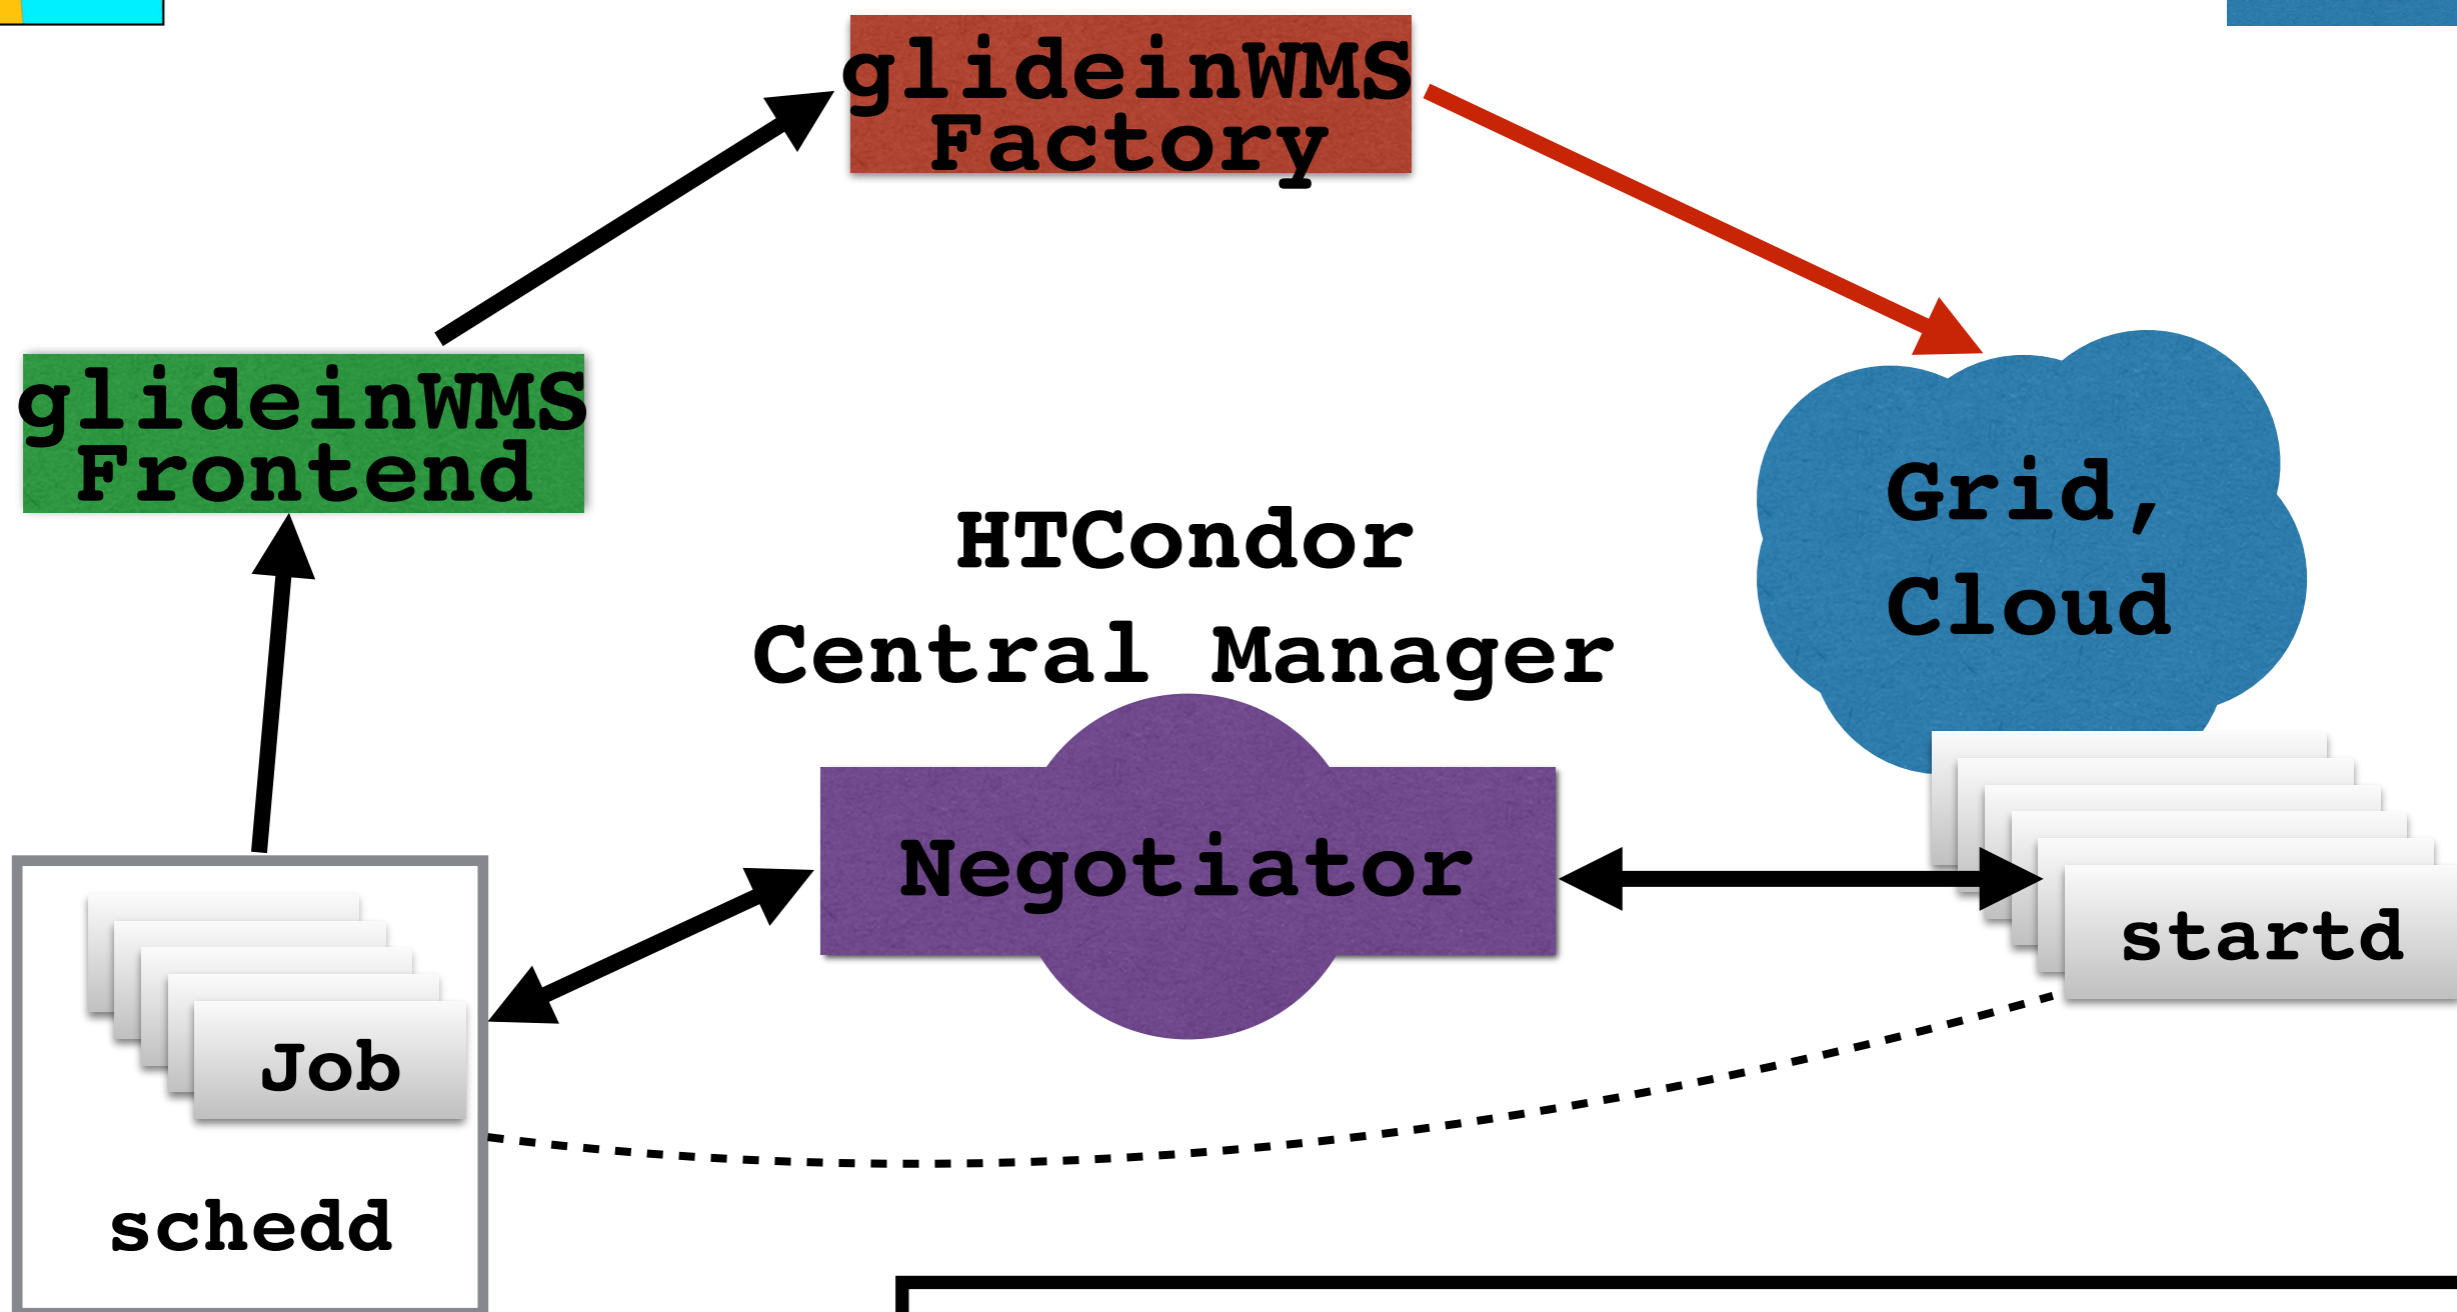 glideinWMS
Factory
glideinWMS
Frontend
HTCondor
Central Manager
Grid,
Cloud
Negotiator
startd
Job
schedd